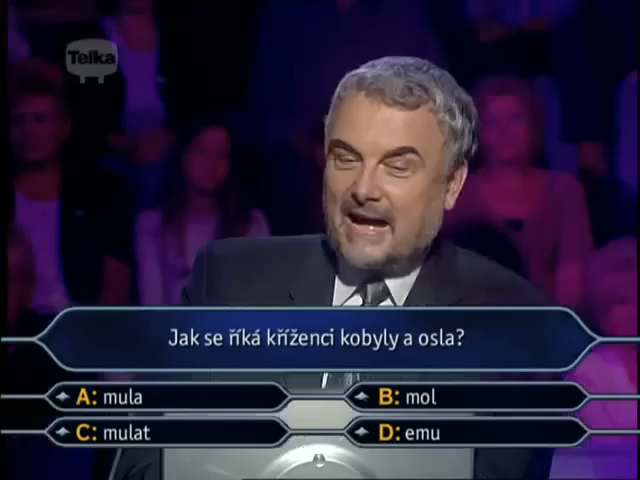 Telka
Jak se říká kříženci kobyly a osla?
A: mula
B: mol
C: mulat
D: emu